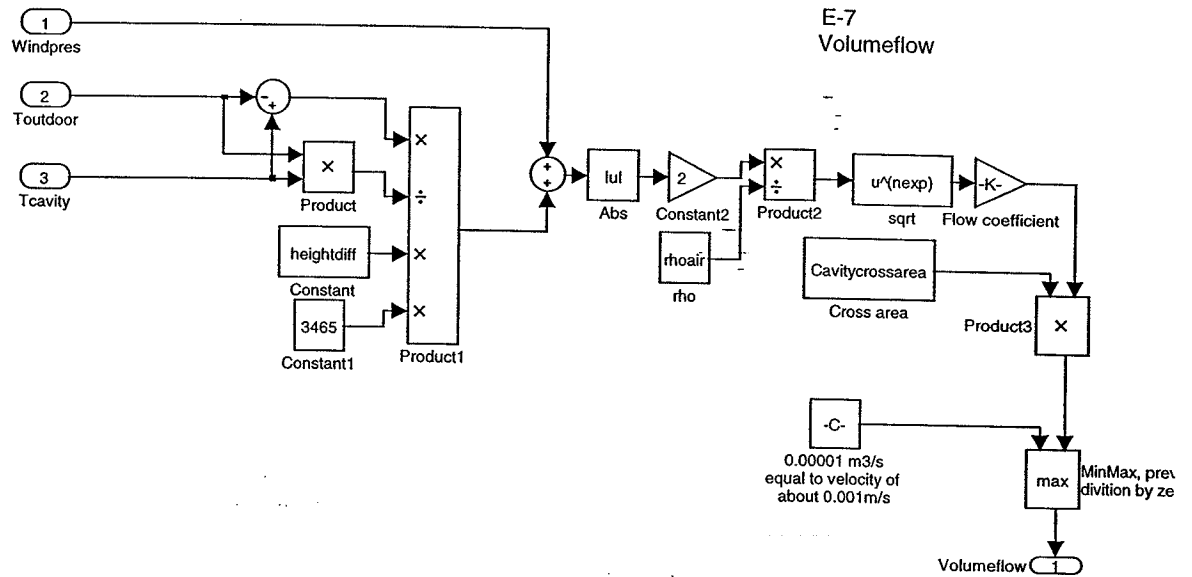 E-7
Volumeflow
1
Windpres
2
Toutdoor
3
Tcavity
-
+
×
Product
heightdiff
Constant
3465
Constant1
×
÷
×
×
Product1
+
+
|u|
Abs
2
Constant2
rhoair
rho
×
÷
Product2
u^(nexp)
sqrt
-K-
Flow coefficient
Cavitycrossarea
Cross area
Product3
×
-C-
0.00001 m3/s
equal to velocity of
about 0.001m/s
max
MinMax, prev
divition by ze
Volumeflow
1